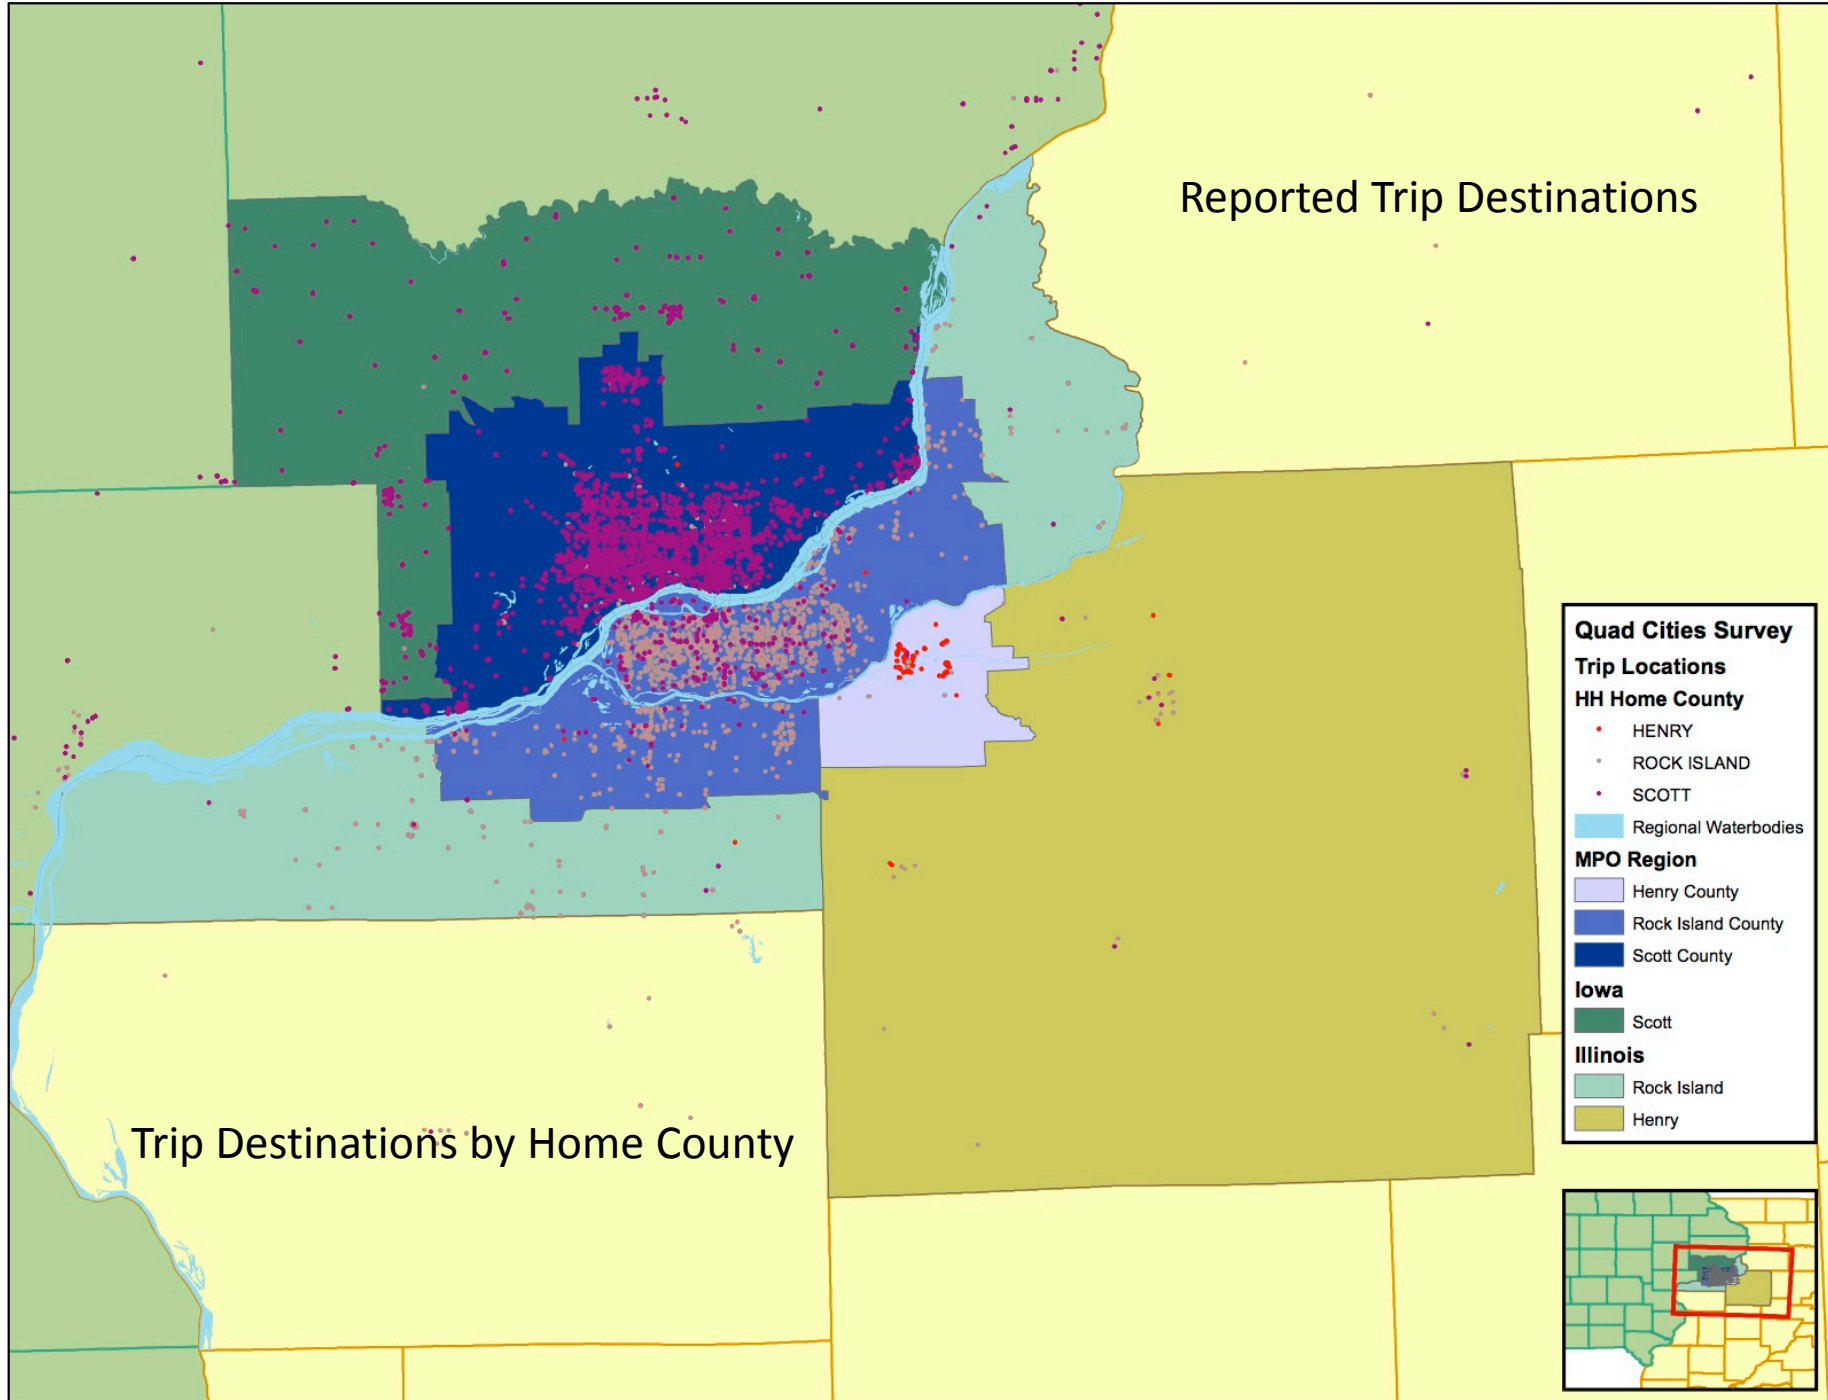 Reported Trip Destinations
Trip Destinations by Home County
Quad Cities Survey
Trip Locations
HH Home County
HENRY
ROCK ISLAND
SCOTT
Regional Waterbodies
MPO Region
Henry County
Rock Island County
Scott County
Iowa
Scott
Illinois
Rock Island
Henry